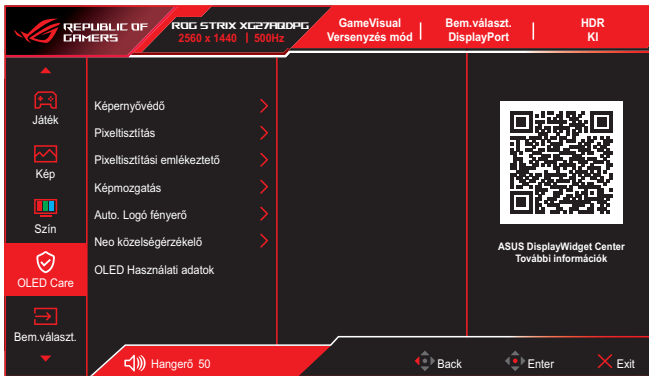 REPUBLIC OF
GAMERS
ROG STRIX XG27AQDPG
2560 x 1440 | 500Hz
GameVisual
Versenyzés mód
Bem.választ.
DisplayPort
HDR
KI
Játék
Kép
Szín
OLED Care
Bem.választ.
Képernyővédő
Pixeltisztítás
Pixeltisztítási emlékeztető
Képmozgatás
Auto. Logó fényerő
Neo közelségérzékelő
OLED Használati adatok
ASUS DisplayWidget Center
További információk
Hangerő 50
Back
Enter
Exit